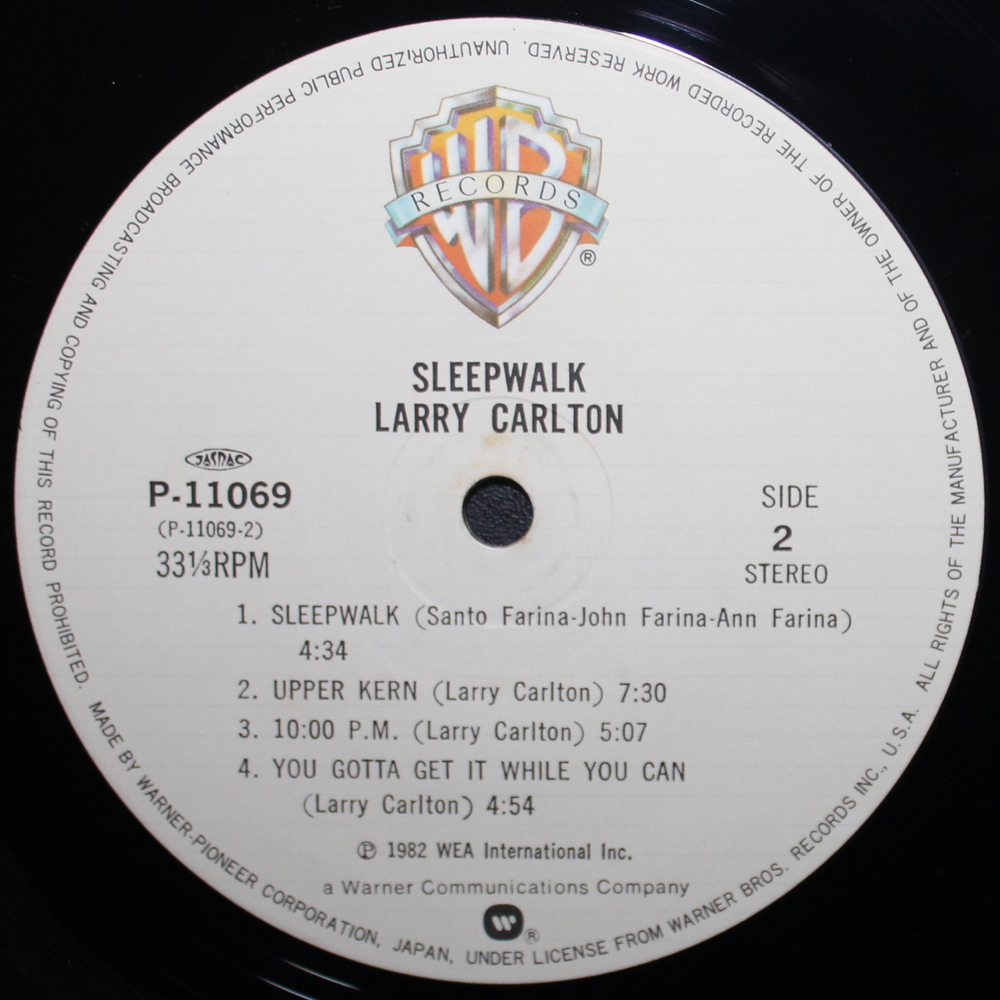 WB
RECORDS
®
SLEEPWALK
LARRY CARLTON
JASRAC
P-11069
(P-11069-2)
33⅓RPM
SIDE
2
STEREO
1. SLEEPWALK (Santo Farina-John Farina-Ann Farina)
4:34
2. UPPER KERN (Larry Carlton) 7:30
3. 10:00 P.M. (Larry Carlton) 5:07
4. YOU GOTTA GET IT WHILE YOU CAN
(Larry Carlton) 4:54
℗ 1982 WEA International Inc.
a Warner Communications Company
W ®
MADE BY WARNER-PIONEER CORPORATION, JAPAN, UNDER LICENSE FROM WARNER BROS. RECORDS INC., U.S.A. ALL RIGHTS OF THE MANUFACTURER AND OF THE OWNER OF THE RECORDED WORK RESERVED. UNAUTHORIZED PUBLIC PERFORMANCE BROADCASTING AND COPYING OF THIS RECORD PROHIBITED.